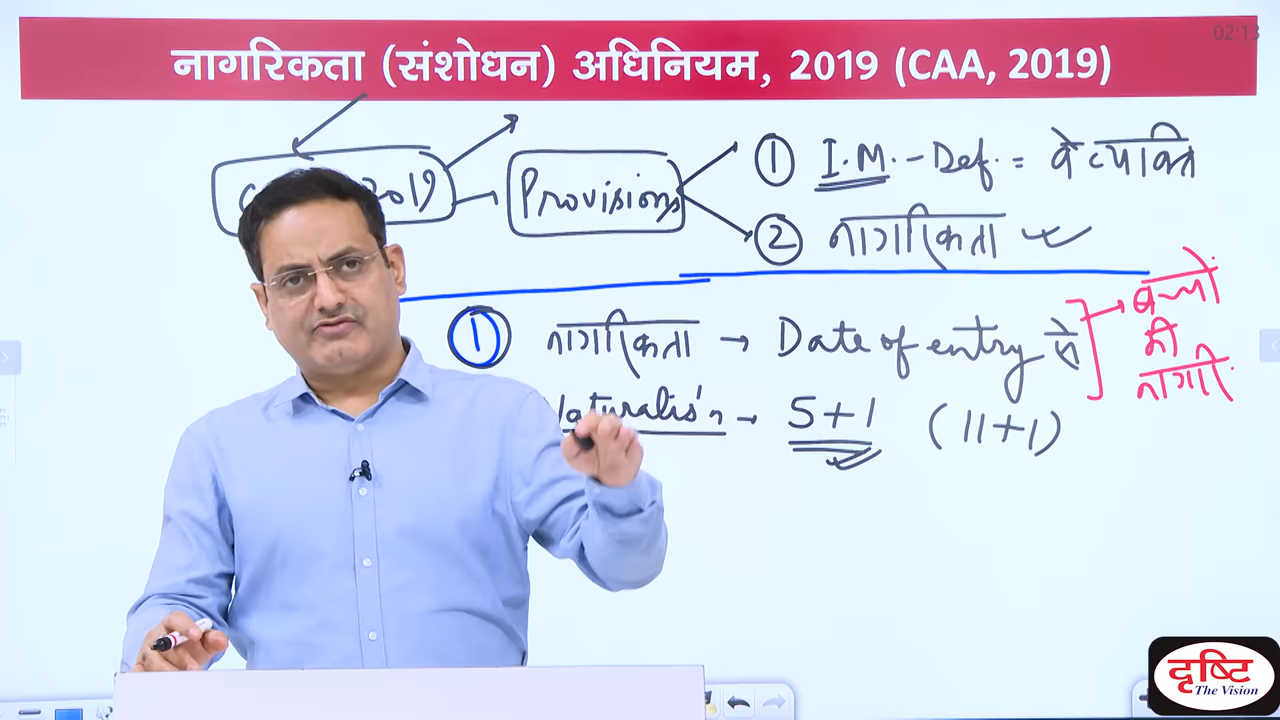 02:13
नागरिकता (संशोधन) अधिनियम, 2019 (CAA, 2019)
2019
Provisions
① I.M. - Def. = वे व्यक्ति
② नागरिकता
① नागरिकता → Date of entry से
बच्चों
की
नागरि.
Naturalis'n → 5+1 (11+1)
दृष्टि
The Vision